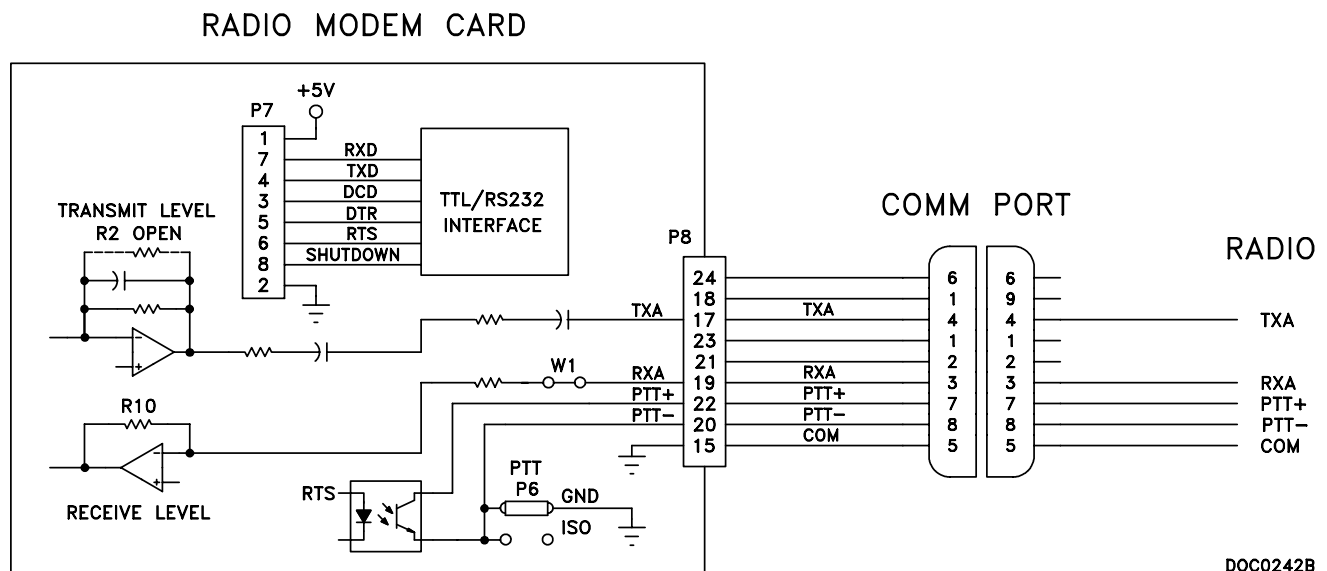 RADIO MODEM CARD
+5V
P7
1
7 RXD
4 TXD
3 DCD
5 DTR
6 RTS
8 SHUTDOWN
2
TTL/RS232
INTERFACE
TRANSMIT LEVEL
R2 OPEN
- 
+
R10
-
+
RECEIVE LEVEL
W1
RTS
PTT
P6
GND
ISO
P8
COMM PORT
RADIO
24 6 6
18 1 9
TXA 17 TXA 4 4 TXA
23 1 1
21 2 2
RXA 19 RXA 3 3 RXA
PTT+ 22 PTT+ 7 7 PTT+
PTT- 20 PTT- 8 8 PTT-
15 COM 5 5 COM
DOC0242B